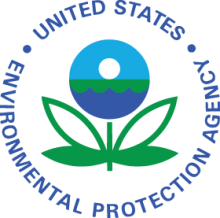 UNITED STATES
ENVIRONMENTAL PROTECTION AGENCY